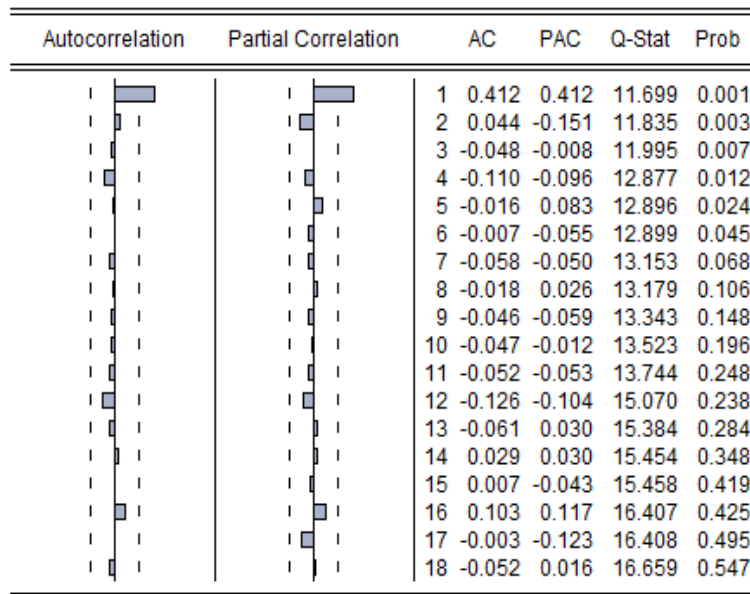 Autocorrelation Partial Correlation AC PAC Q-Stat Prob
1 0.412 0.412 11.699 0.001
2 0.044 -0.151 11.835 0.003
3 -0.048 -0.008 11.995 0.007
4 -0.110 -0.096 12.877 0.012
5 -0.016 0.083 12.896 0.024
6 -0.007 -0.055 12.899 0.045
7 -0.058 -0.050 13.153 0.068
8 -0.018 0.026 13.179 0.106
9 -0.046 -0.059 13.343 0.148
10 -0.047 -0.012 13.523 0.196
11 -0.052 -0.053 13.744 0.248
12 -0.126 -0.104 15.070 0.238
13 -0.061 0.030 15.384 0.284
14 0.029 0.030 15.454 0.348
15 0.007 -0.043 15.458 0.419
16 0.103 0.117 16.407 0.425
17 -0.003 -0.123 16.408 0.495
18 -0.052 0.016 16.659 0.547